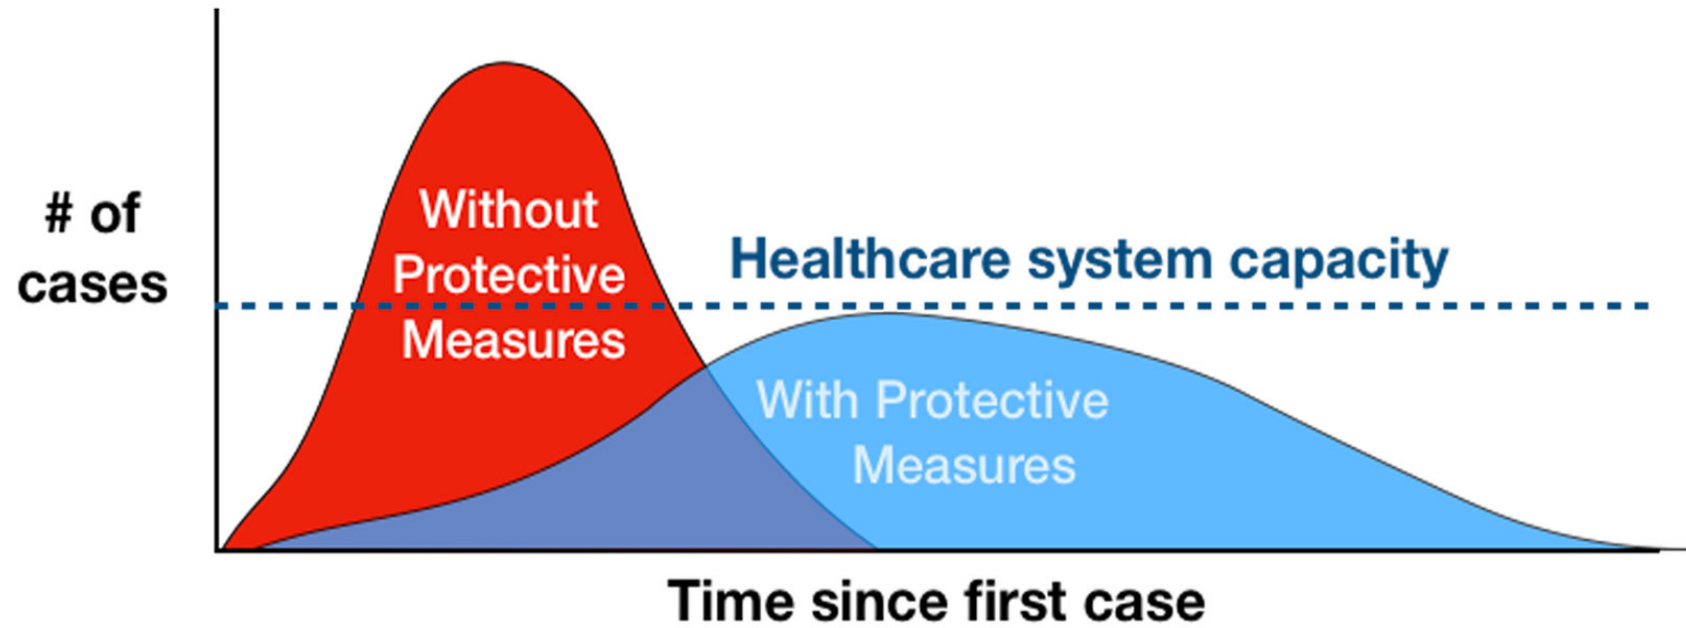 # of
cases
Without
Protective
Measures
Healthcare system capacity
With Protective
Measures
Time since first case